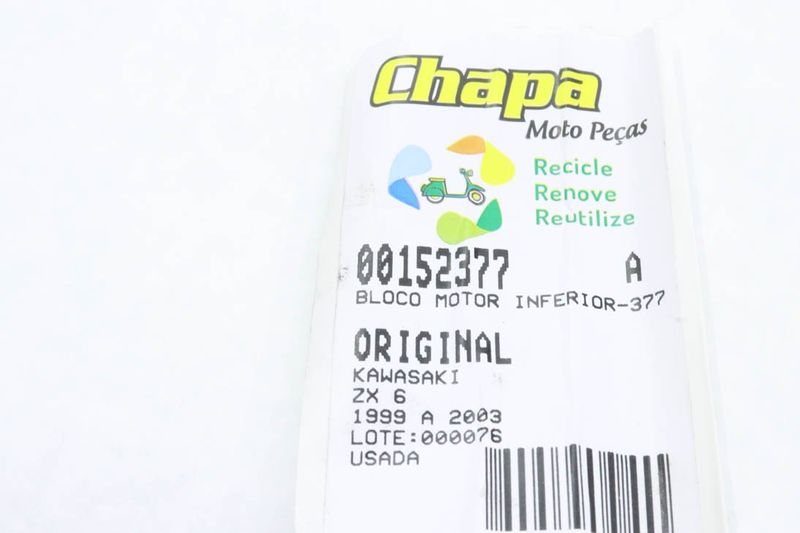 Chapa
Moto Peças
Recicle
Renove
Reutilize
00152377 A
BLOCO MOTOR INFERIOR-377
ORIGINAL
KAWASAKI
ZX 6
1999 A 2003
LOTE:000076
USADA